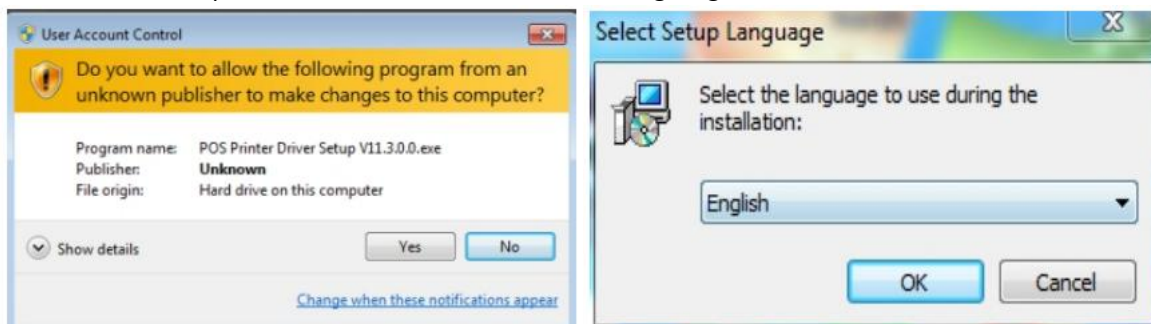 User Account Control
Do you want to allow the following program from an
unknown publisher to make changes to this computer?
Program name: POS Printer Driver Setup V11.3.0.0.exe
Publisher: Unknown
File origin: Hard drive on this computer
Show details
Yes
No
Change when these notifications appear
Select Setup Language
Select the language to use during the
installation:
English
OK
Cancel